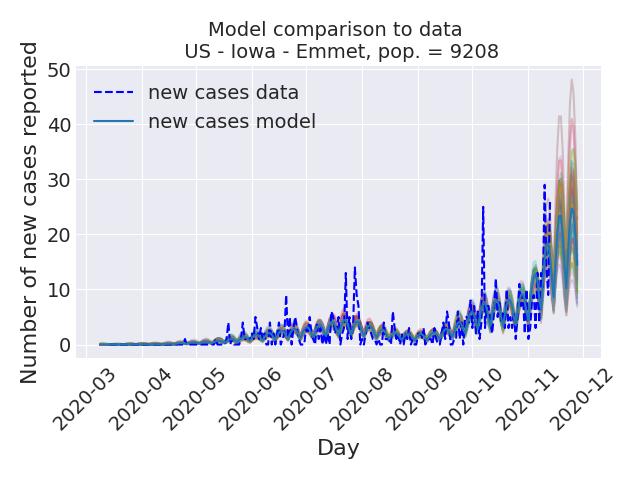 Model comparison to data
US - Iowa - Emmet, pop. = 9208
Number of new cases reported
50
40
30
20
10
0
new cases data
new cases model
2020-03
2020-04
2020-05
2020-06
2020-07
2020-08
2020-09
2020-10
2020-11
2020-12
Day